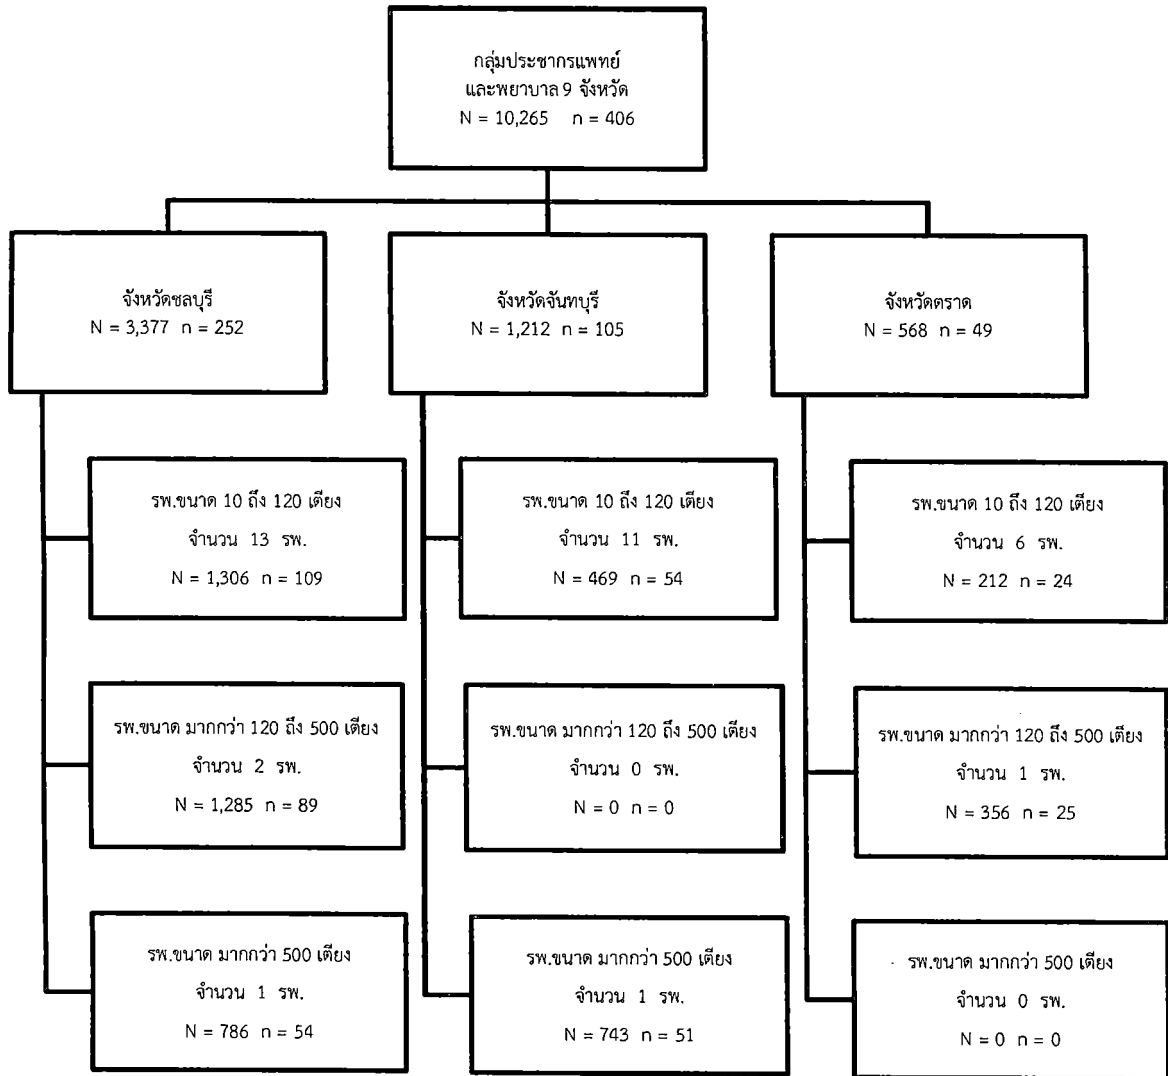 กลุ่มประชากรแพทย์
และพยาบาล 9 จังหวัด
N = 10,265 n = 406
จังหวัดชลบุรี
N = 3,377 n = 252
จังหวัดจันทบุรี
N = 1,212 n = 105
จังหวัดตราด
N = 568 n = 49
รพ.ขนาด 10 ถึง 120 เตียง
จำนวน 13 รพ.
N = 1,306 n = 109
รพ.ขนาด 10 ถึง 120 เตียง
จำนวน 11 รพ.
N = 469 n = 54
รพ.ขนาด 10 ถึง 120 เตียง
จำนวน 6 รพ.
N = 212 n = 24
รพ.ขนาด มากกว่า 120 ถึง 500 เตียง
จำนวน 2 รพ.
N = 1,285 n = 89
รพ.ขนาด มากกว่า 120 ถึง 500 เตียง
จำนวน 0 รพ.
N = 0 n = 0
รพ.ขนาด มากกว่า 120 ถึง 500 เตียง
จำนวน 1 รพ.
N = 356 n = 25
รพ.ขนาด มากกว่า 500 เตียง
จำนวน 1 รพ.
N = 786 n = 54
รพ.ขนาด มากกว่า 500 เตียง
จำนวน 1 รพ.
N = 743 n = 51
รพ.ขนาด มากกว่า 500 เตียง
จำนวน 0 รพ.
N = 0 n = 0